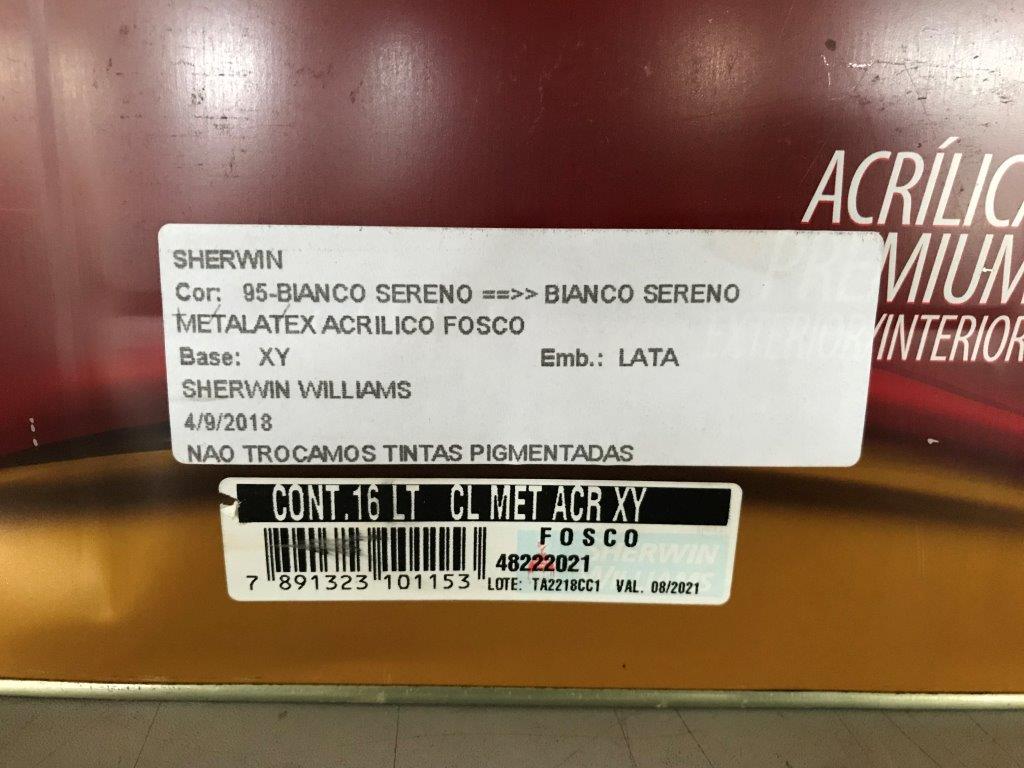 ACRÍLIC
PREMIUM
EXTERIOR/INTERIOR
SHERWIN
Cor: 95-BIANCO SERENO ==>> BIANCO SERENO
METALATEX ACRILICO FOSCO
Base: XY Emb.: LATA
SHERWIN WILLIAMS
4/9/2018
NAO TROCAMOS TINTAS PIGMENTADAS
CONT.16 LT CL MET ACR XY
FOSCO
SHERWIN
WILLIAMS
48222021
7 891323 101153
LOTE: TA2218CC1 VAL. 08/2021